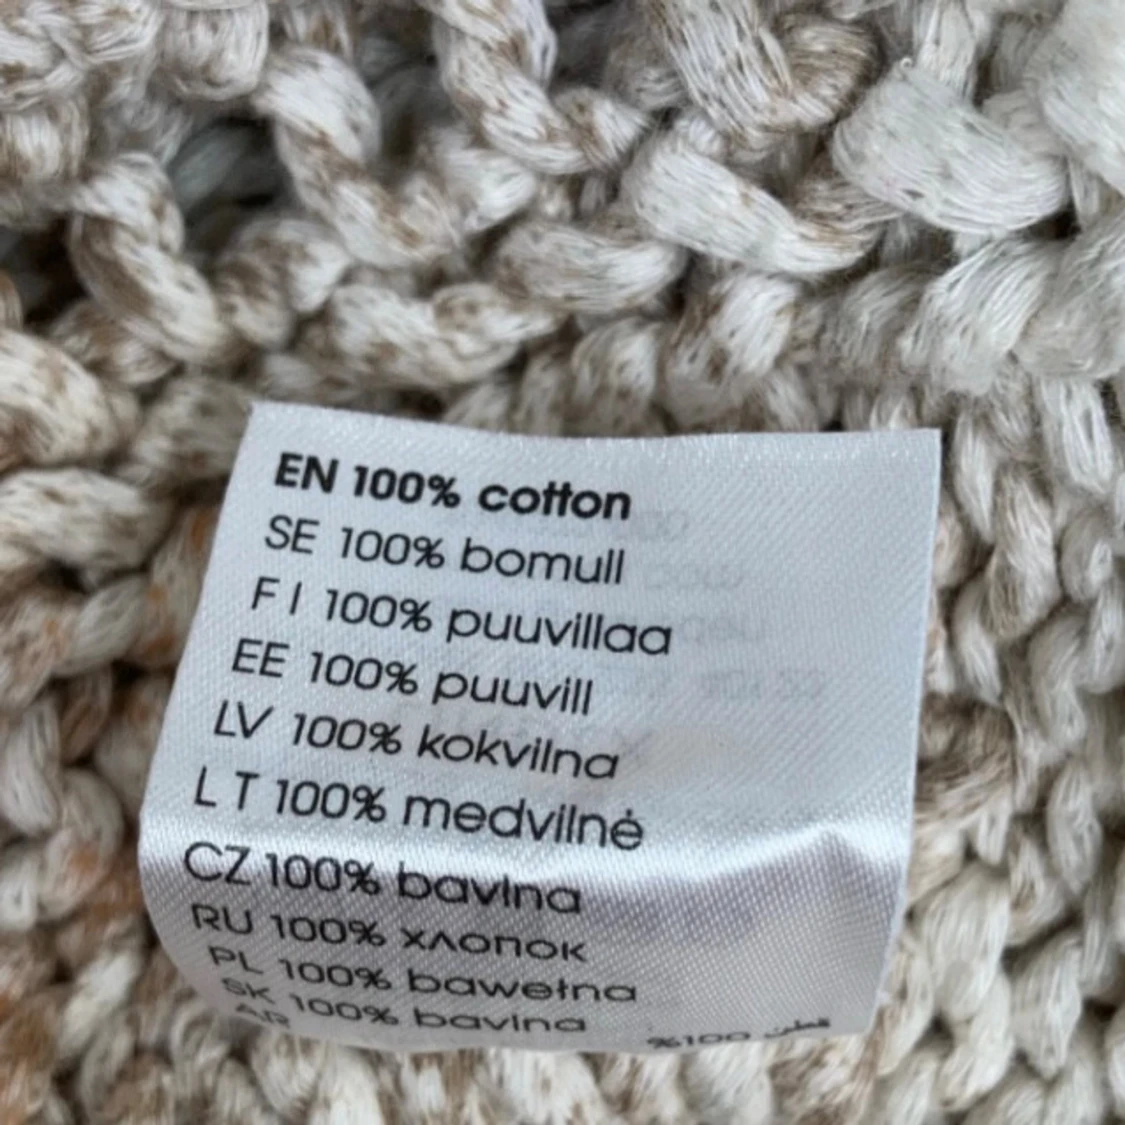 EN 100% cotton
SE 100% bomull
FI 100% puuvillaa
EE 100% puuvill
LV 100% kokvilna
LT 100% medvilnė
CZ 100% bavlna
RU 100% хлопок
PL 100% bawełna
SK 100% bavlna
AR %100 قطن